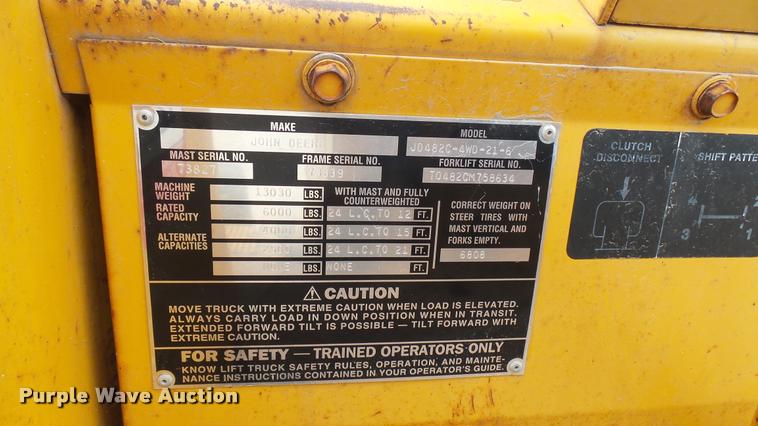 MAKE
MODEL
JOHN DEERE
JD482C-4WD-21-6
MAST SERIAL NO.
FRAME SERIAL NO.
FORKLIFT SERIAL NO.
T0482CM758634
MACHINE WEIGHT 13030 LBS.
WITH MAST AND FULLY COUNTERWEIGHTED
RATED CAPACITY 6000 LBS. 24 L.C.TO 12 FT.
ALTERNATE CAPACITIES 4000 LBS. 24 L.C.TO 15 FT.
LBS. 24 L.C.TO 21 FT.
LBS. NONE FT.
CORRECT WEIGHT ON
STEER TIRES WITH
MAST VERTICAL AND
FORKS EMPTY.
6808
CAUTION
MOVE TRUCK WITH EXTREME CAUTION WHEN LOAD IS ELEVATED.
ALWAYS CARRY LOAD IN DOWN POSITION WHEN IN TRANSIT.
EXTENDED FORWARD TILT IS POSSIBLE — TILT FORWARD WITH
EXTREME CAUTION.
FOR SAFETY — TRAINED OPERATORS ONLY
KNOW LIFT TRUCK SAFETY RULES, OPERATION, AND MAINTE-
NANCE INSTRUCTIONS CONTAINED IN YOUR OPERATOR'S GUIDE.
CLUTCH
DISCONNECT
SHIFT PATTE
4 2
3 1
Purple Wave Auction